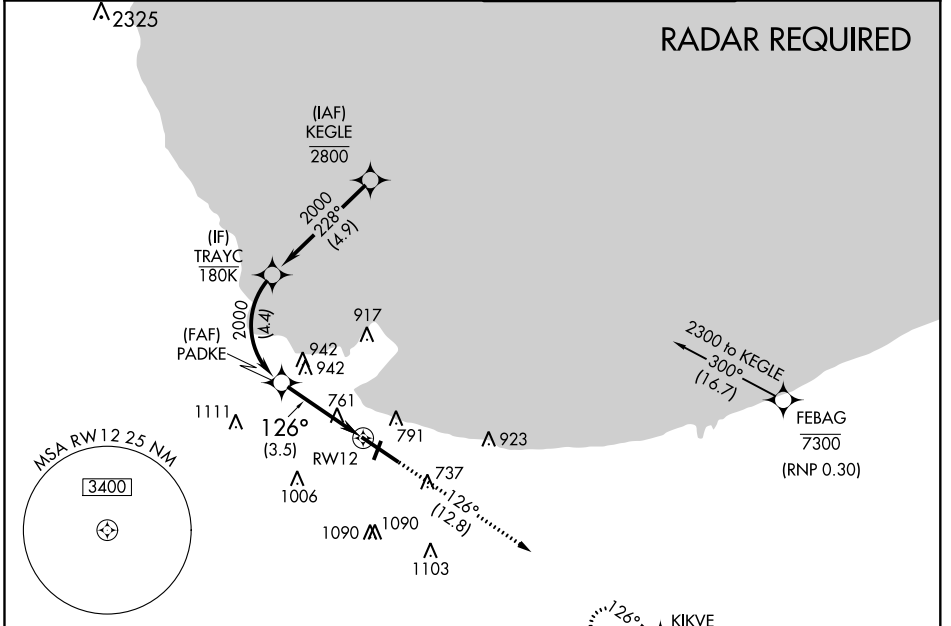 2325
RADAR REQUIRED
(IAF)
KEGLE
2800
2000
228°
(4.9)
(IF)
TRAYC
180K
2000
(4.4)
917
(FAF)
PADKE
942
942
2300 to KEGLE
300°
(16.7)
FEBAG
7300
(RNP 0.30)
1111
761
791
923
126°
(3.5)
RW12
737
126°
(12.8)
1006
1090
1090
1103
MSA RW12 25 NM
3400
126°
KIKVE